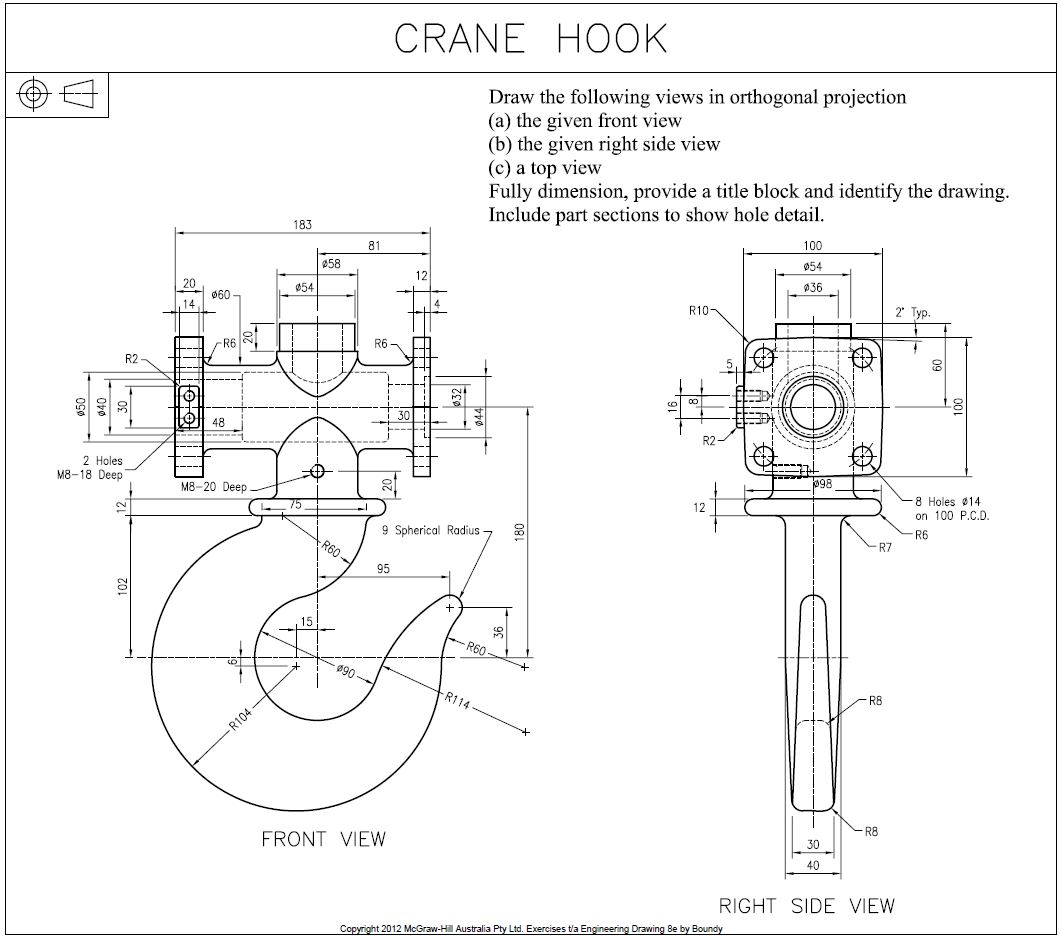 CRANE HOOK
Draw the following views in orthogonal projection
(a) the given front view
(b) the given right side view
(c) a top view
Fully dimension, provide a title block and identify the drawing.
Include part sections to show hole detail.
183
81
ø58
12
20
ø60
ø54
14
4
R6
20
R6
R2
ø50
ø40
30
48
30
ø32
ø44
2 Holes
M8-18 Deep
M8-20 Deep
20
12
75
9 Spherical Radius
R60
95
180
102
15
36
6
R60
ø90
R114
R104
FRONT VIEW
100
ø54
ø36
R10
2° Typ.
5
60
16
8
100
R2
ø98
8 Holes ø14
on 100 P.C.D.
12
R6
R7
R8
R8
30
40
RIGHT SIDE VIEW
Copyright 2012 McGraw-Hill Australia Pty Ltd. Exercises t/a Engineering Drawing 8e by Boundy